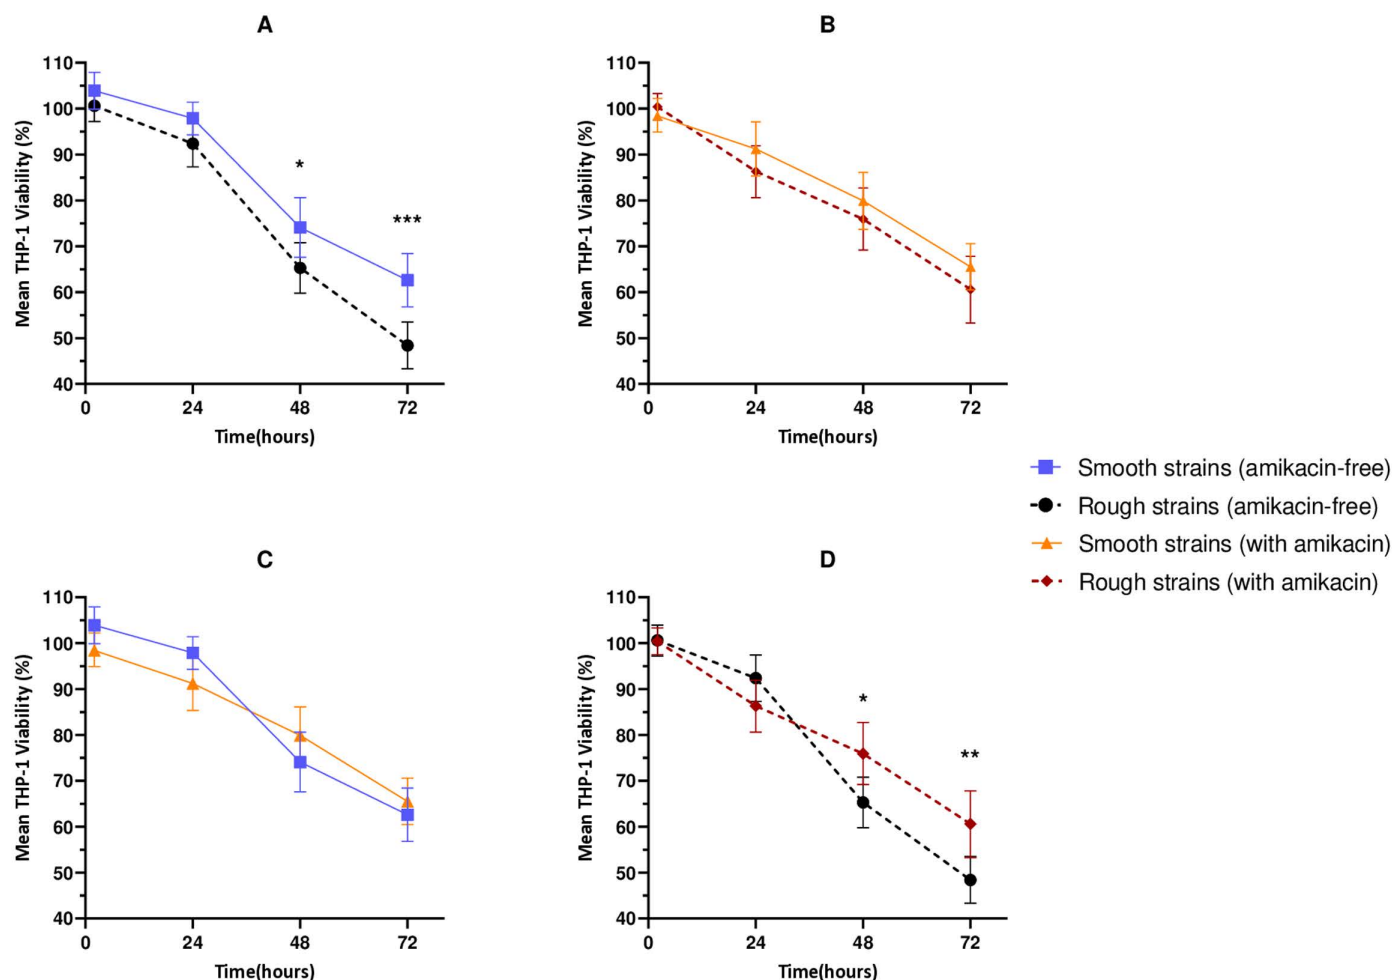 A
110
100
90
80
70
60
50
40
Mean THP-1 Viability (%)
*
***
0 24 48 72
Time(hours)
B
110
100
90
80
70
60
50
40
Mean THP-1 Viability (%)
0 24 48 72
Time(hours)
Smooth strains (amikacin-free)
Rough strains (amikacin-free)
Smooth strains (with amikacin)
Rough strains (with amikacin)
C
110
100
90
80
70
60
50
40
Mean THP-1 Viability (%)
0 24 48 72
Time(hours)
D
110
100
90
80
70
60
50
40
Mean THP-1 Viability (%)
*
**
0 24 48 72
Time(hours)